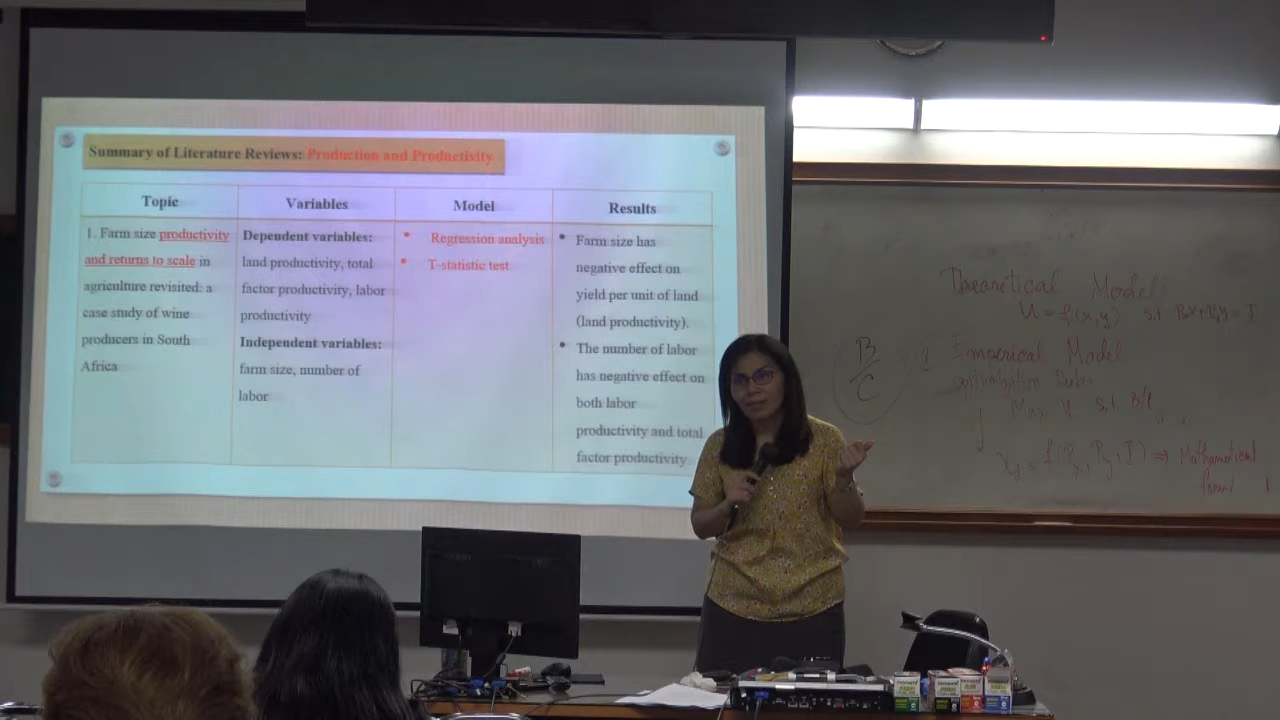 Summary of Literature Reviews: Production and Productivity
Topic
Variables
Model
Results
1. Farm size productivity
and returns to scale in
agriculture revisited: a
case study of wine
producers in South
Africa
Dependent variables:
land productivity, total
factor productivity, labor
productivity
Independent variables:
farm size, number of
labor
• Regression analysis
• T-statistic test
• Farm size has
negative effect on
yield per unit of land
(land productivity).
• The number of labor
has negative effect on
both labor
productivity and total
factor productivity.
Theoretical Model
U = f(x,y) s.t
B
C
Emperical Model
Max U s.t.
⇒ Mathematical